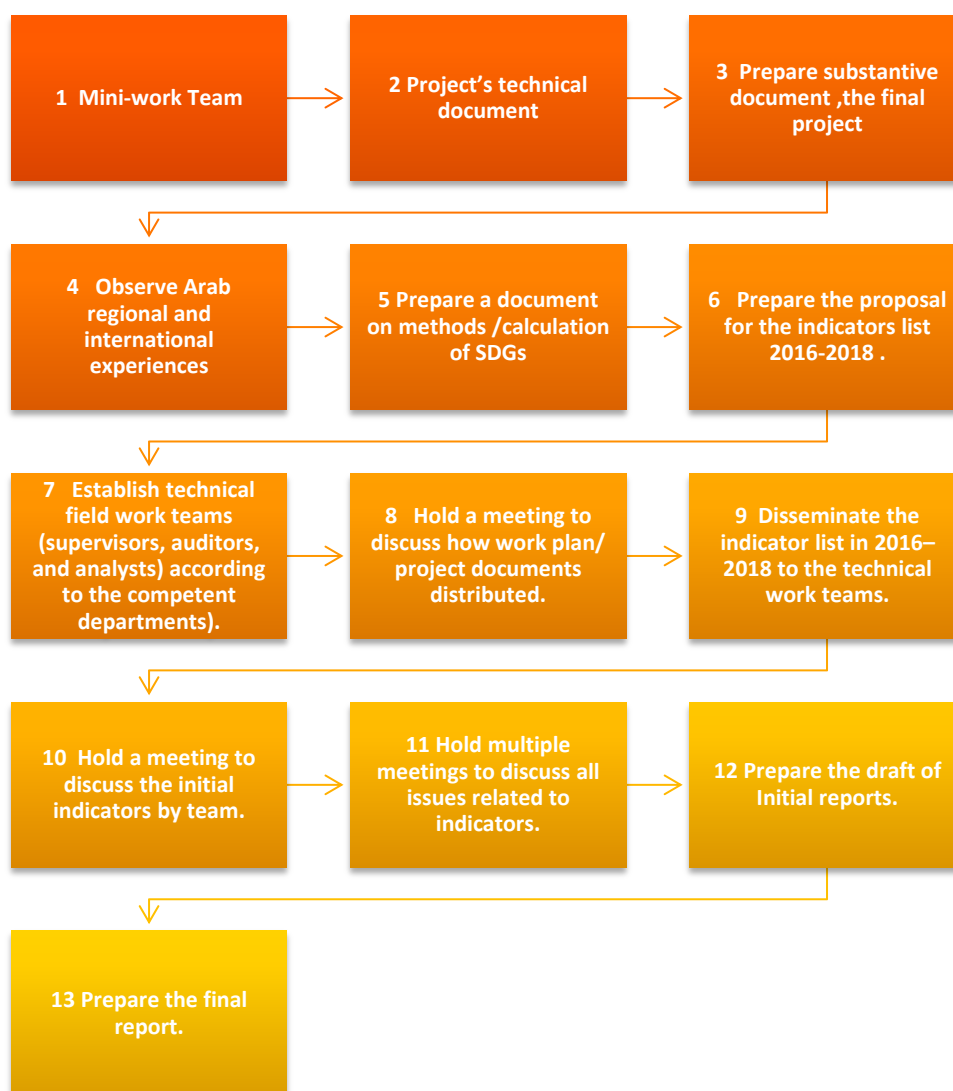 1 Mini-work Team
2 Project’s technical
document
3 Prepare substantive
document ,the final
project
4 Observe Arab
regional and
international
experiences
5 Prepare a document
on methods /calculation
of SDGs
6 Prepare the proposal
for the indicators list
2016-2018 .
7 Establish technical
field work teams
(supervisors, auditors,
and analysts) according
to the competent
departments).
8 Hold a meeting to
discuss how work plan/
project documents
distributed.
9 Disseminate the
indicator list in 2016–
2018 to the technical
work teams.
10 Hold a meeting to
discuss the initial
indicators by team.
11 Hold multiple
meetings to discuss all
issues related to
indicators.
12 Prepare the draft of
Initial reports.
13 Prepare the final
report.